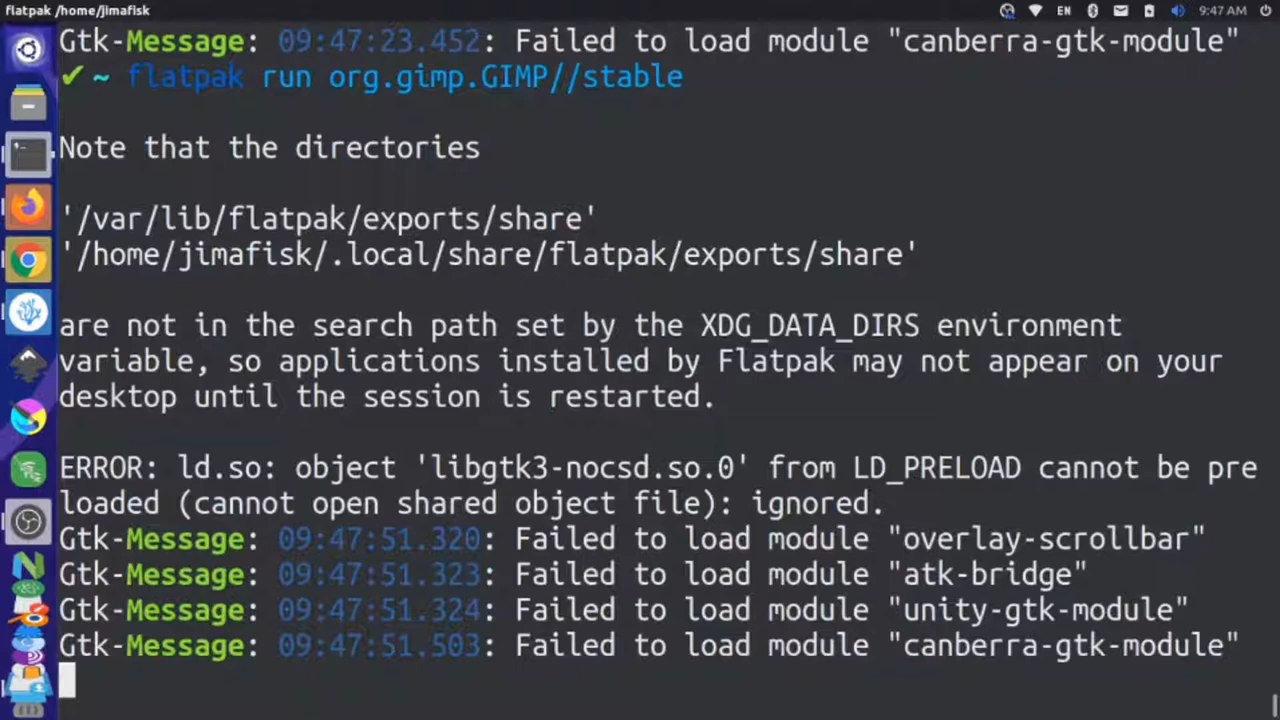 flatpak /home/jimafisk
EN
9:47 AM
Gtk-Message: 09:47:23.452: Failed to load module "canberra-gtk-module"
✔ ~ flatpak run org.gimp.GIMP//stable
Note that the directories
'/var/lib/flatpak/exports/share'
'/home/jimafisk/.local/share/flatpak/exports/share'
are not in the search path set by the XDG_DATA_DIRS environment
variable, so applications installed by Flatpak may not appear on your
desktop until the session is restarted.
ERROR: ld.so: object 'libgtk3-nocsd.so.0' from LD_PRELOAD cannot be pre
loaded (cannot open shared object file): ignored.
Gtk-Message: 09:47:51.320: Failed to load module "overlay-scrollbar"
Gtk-Message: 09:47:51.323: Failed to load module "atk-bridge"
Gtk-Message: 09:47:51.324: Failed to load module "unity-gtk-module"
Gtk-Message: 09:47:51.503: Failed to load module "canberra-gtk-module"